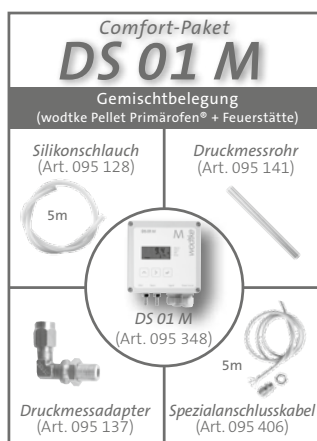 Comfort-Paket
DS 01 M
Gemischtbelegung
(wodtke Pellet Primärofen® + Feuerstätte)
Silikonschlauch
(Art. 095 128)
5m
Druckmessrohr
(Art. 095 141)
M
wodtke
DS 01 M
(Art. 095 348)
Druckmessadapter
(Art. 095 137)
5m
Spezialanschlusskabel
(Art. 095 406)